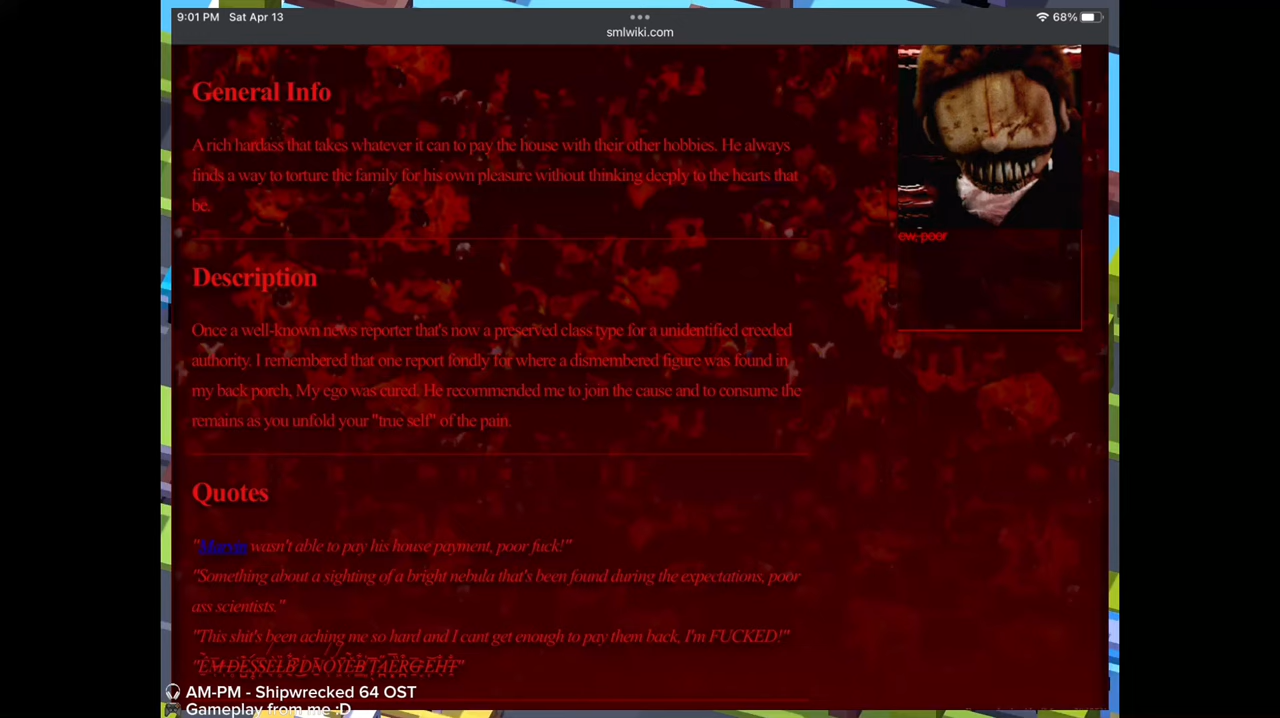 9:01 PM Sat Apr 13
68%
smlwiki.com
General Info
A rich hardass that takes whatever it can to pay the house with their other hobbies. He always
finds a way to torture the family for his own pleasure without thinking deeply to the hearts that
be.
ew, poor
Description
Once a well-known news reporter that's now a preserved class type for a unidentified creeded
authority. I remembered that one report fondly for where a dismembered figure was found in
my back porch, My ego was cured. He recommended me to join the cause and to consume the
remains as you unfold your "true self" of the pain.
Quotes
"Marvin wasn't able to pay his house payment, poor fuck!"
"Something about a sighting of a bright nebula that's been found during the expectations, poor
ass scientists."
"This shit's been aching me so hard and I cant get enough to pay them back, I'm FUCKED!"
"EM DESSELB DNOYEB TAERG EHT"
AM-PM - Shipwrecked 64 OST
Gameplay from me :D